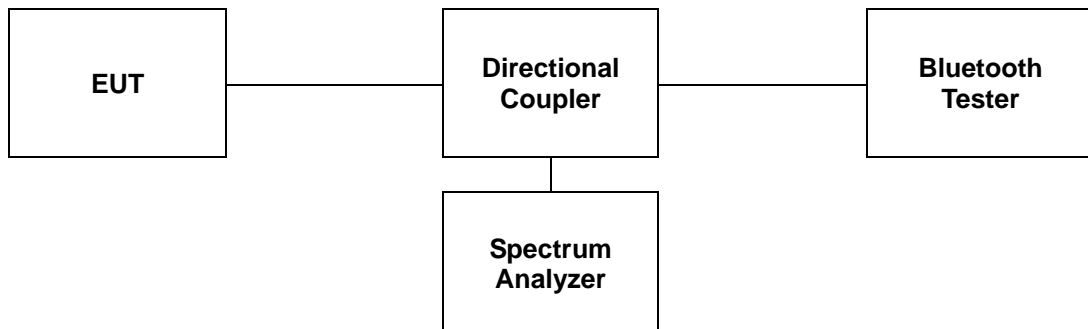 EUT
Directional
Coupler
Bluetooth
Tester
Spectrum
Analyzer